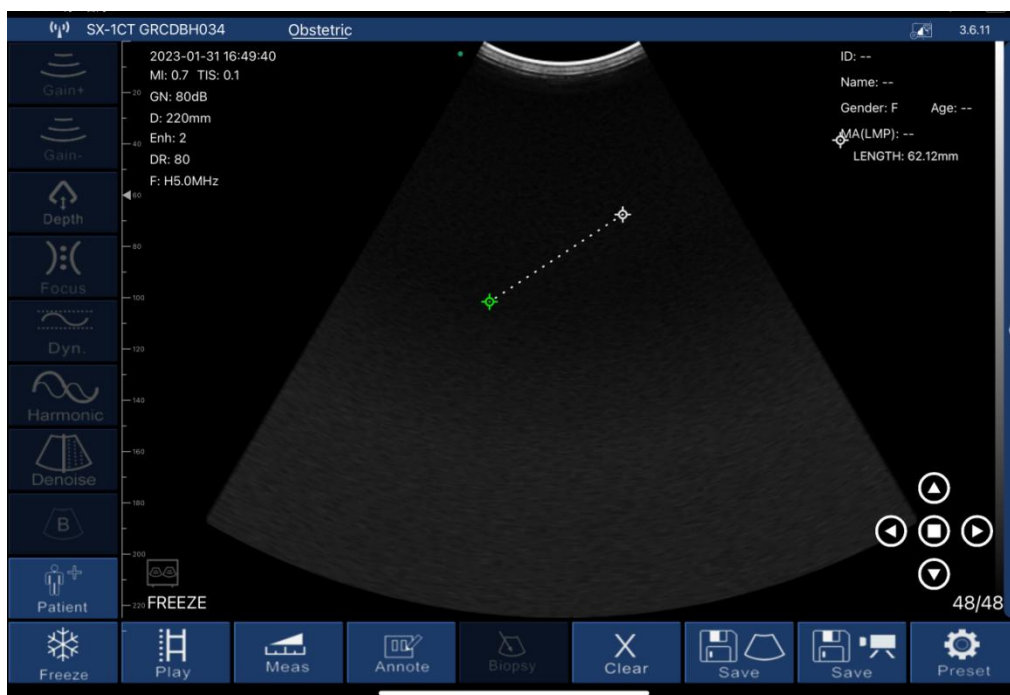 SX-1CT GRCDBH034
Obstetric
3.6.11
2023-01-31 16:49:40
MI: 0.7 TIS: 0.1
GN: 80dB
D: 220mm
Enh: 2
DR: 80
F: H5.0MHz
ID: --
Name: --
Gender: F Age: --
MA(LMP): --
LENGTH: 62.12mm
Gain+
Gain-
Depth
Focus
Dyn.
Harmonic
Denoise
B
Patient
20
40
60
80
100
120
140
160
180
200
220
FREEZE
48/48
Freeze
Play
Meas
Annote
Biopsy
X
Clear
Save
Save
Preset